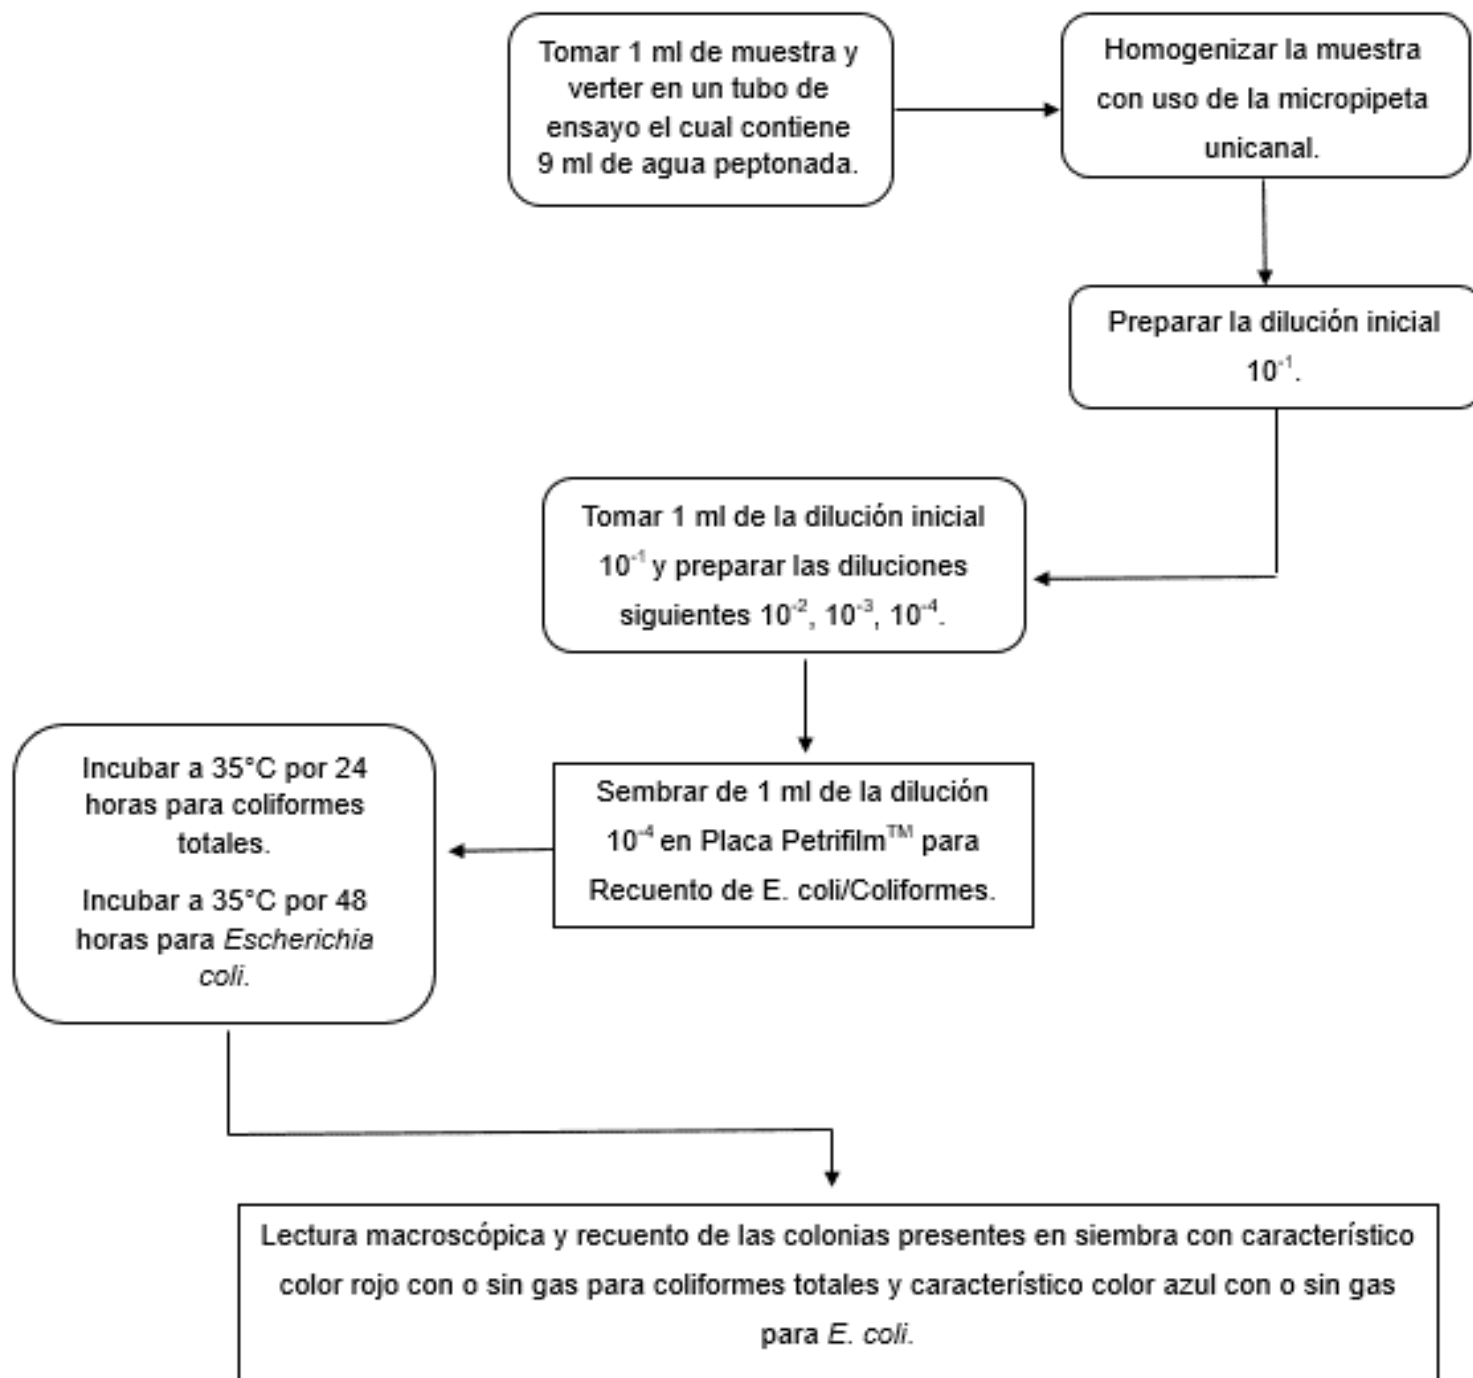 Tomar 1 ml de muestra y
verter en un tubo de
ensayo el cual contiene
9 ml de agua peptonada.
Homogenizar la muestra
con uso de la micropipeta
unicanal.
Preparar la dilución inicial
10⁻¹.
Tomar 1 ml de la dilución inicial
10⁻¹ y preparar las diluciones
siguientes 10⁻², 10⁻³, 10⁻⁴.
Sembrar de 1 ml de la dilución
10⁻⁴ en Placa Petrifilm™ para
Recuento de E. coli/Coliformes.
Incubar a 35°C por 24
horas para coliformes
totales.
Incubar a 35°C por 48
horas para Escherichia
coli.
Lectura macroscópica y recuento de las colonias presentes en siembra con característico
color rojo con o sin gas para coliformes totales y característico color azul con o sin gas
para E. coli.